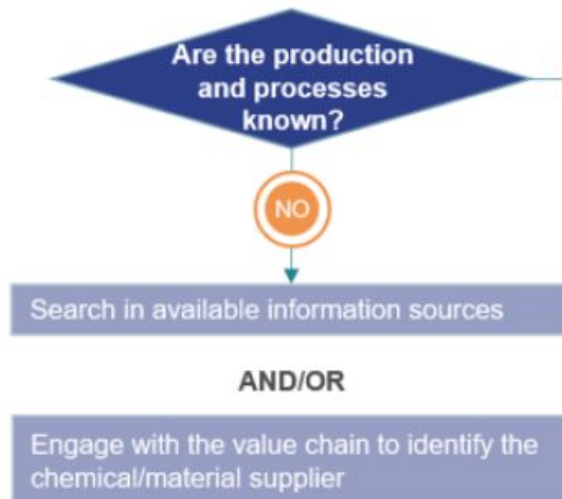 Are the production
and processes
known?
NO
Search in available information sources
AND/OR
Engage with the value chain to identify the
chemical/material supplier